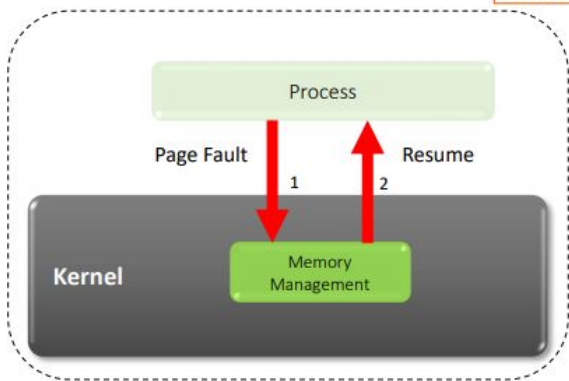 Process
Page Fault
Resume
1
2
Kernel
Memory
Management